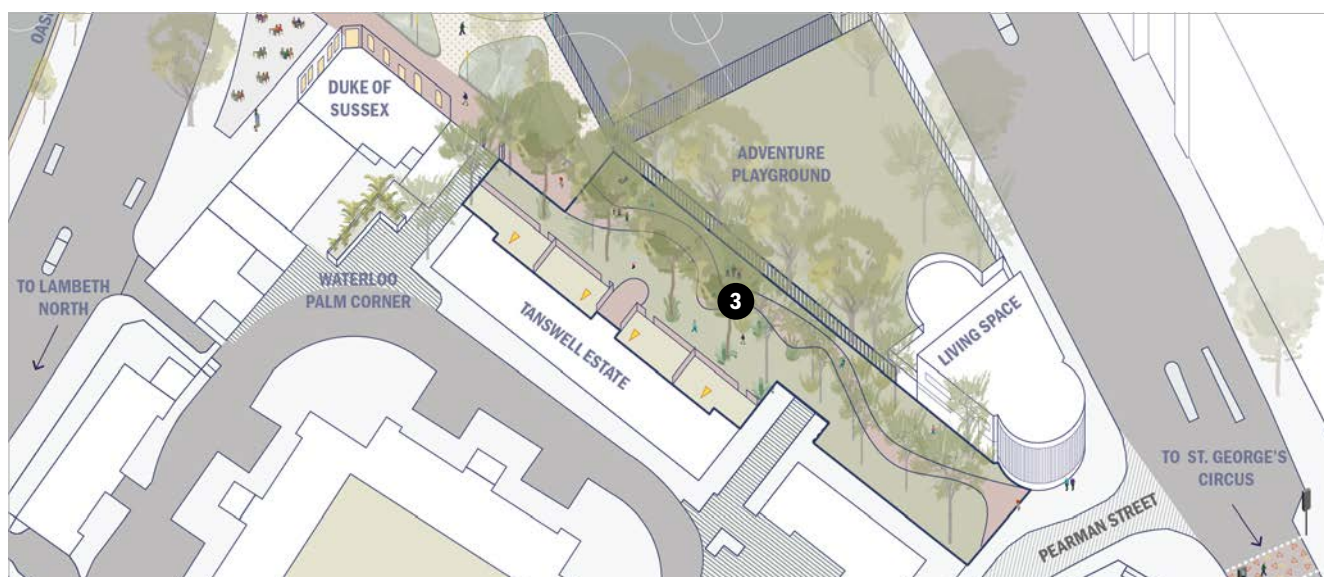 DUKE OF
SUSSEX
ADVENTURE
PLAYGROUND
TO LAMBETH
NORTH
WATERLOO
PALM CORNER
3
TANSWELL ESTATE
LIVING SPACE
TO ST. GEORGE'S
CIRCUS
PEARMAN STREET